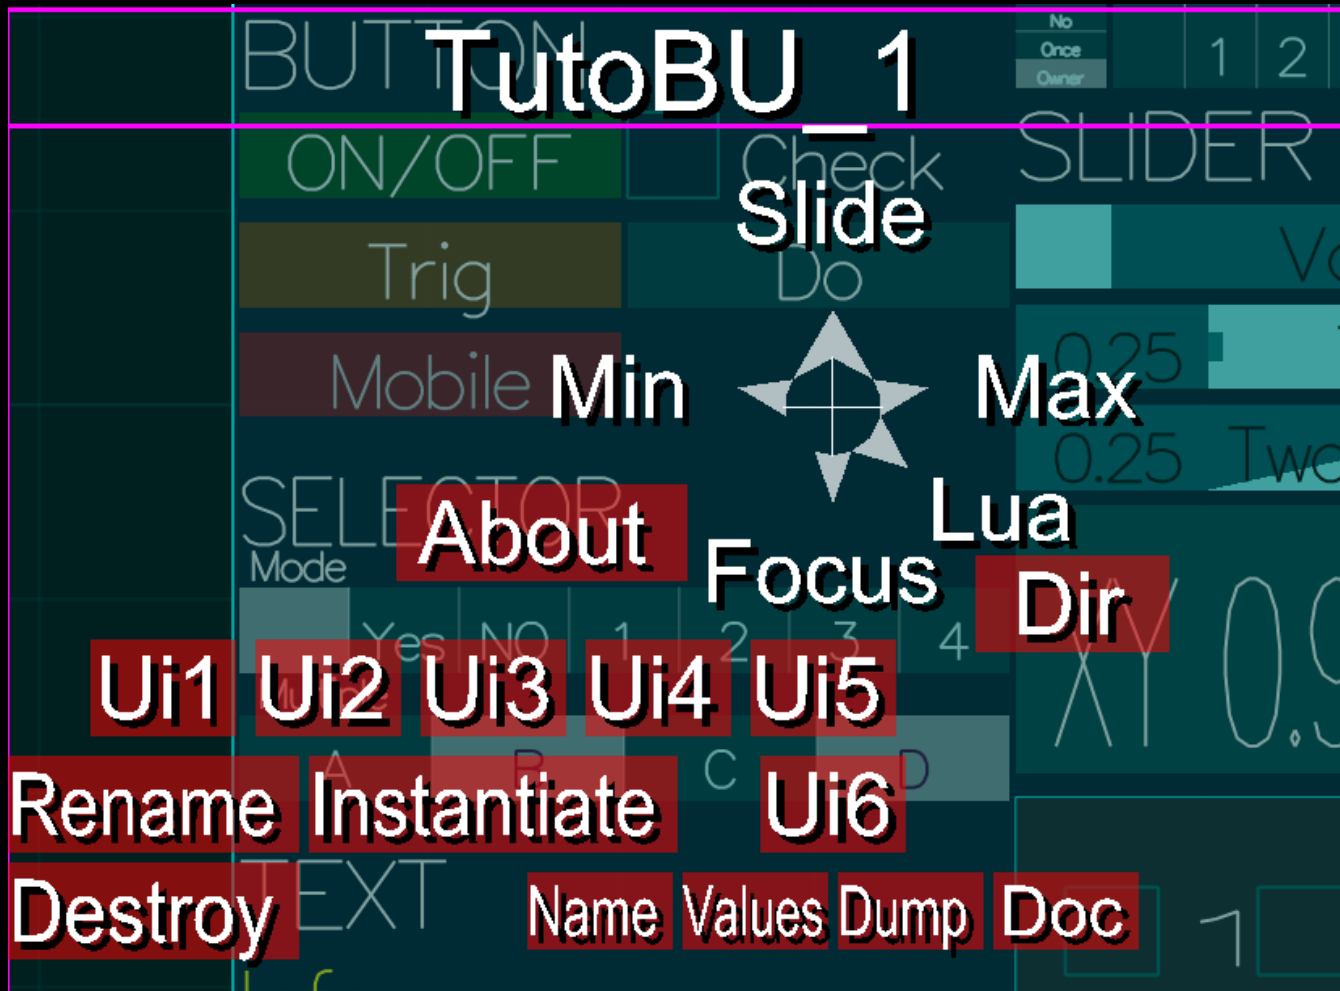 No
BUTTON
TutoBU_1
Once
1 2
Owner
ON/OFF
Check
SLIDER
Slide
Trig
Do
0.25
Mobile
Min
Max
0.25
SELECTOR
About
Lua
Mode
Focus
Dir
Yes NO 1 2 3 4
XY
Ui1 Ui2 Ui3 Ui4 Ui5
A B C D
Rename Instantiate Ui6
TEXT
Destroy
Name Values Dump Doc
1